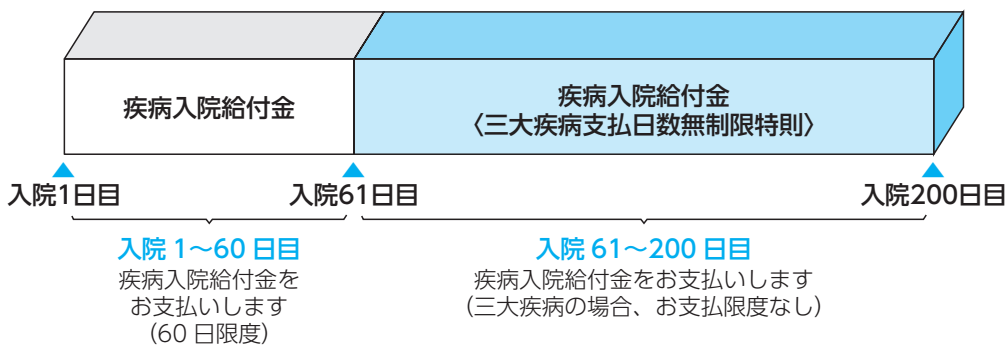 疾病入院給付金
疾病入院給付金
〈三大疾病支払日数無制限特則〉
入院1日目
入院61日目
入院200日目
入院 1～60 日目
疾病入院給付金を
お支払いします
(60 日限度)
入院 61～200 日目
疾病入院給付金をお支払いします
(三大疾病の場合、お支払限度なし)